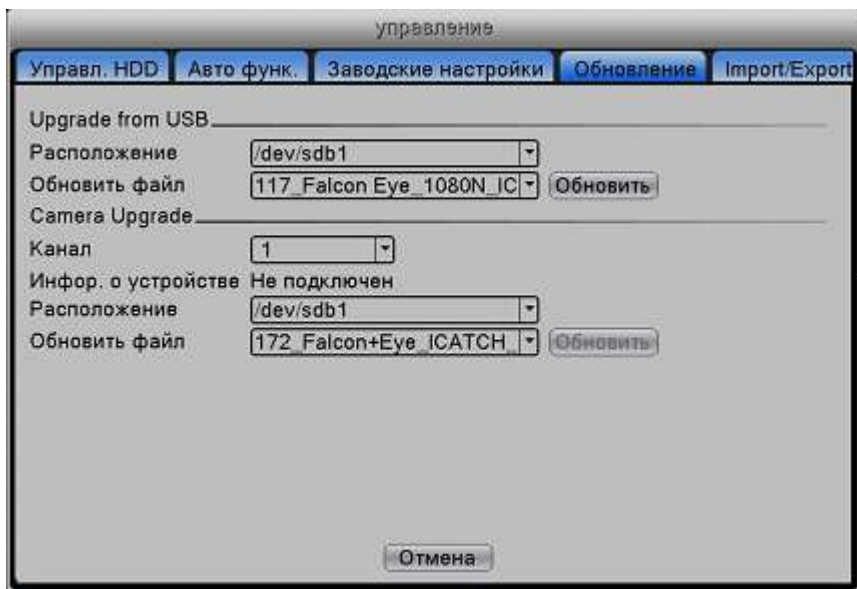 управление
Управл. HDD Авто функ. Заводские настройки Обновление Import/Export
Upgrade from USB
Расположение /dev/sdb1
Обновить файл 117_Falcon Eye_1080N_IC Обновить
Camera Upgrade
Канал 1
Инфор. о устройстве Не подключен
Расположение /dev/sdb1
Обновить файл 172_Falcon+Eye_ICATCH_ Обновить
Отмена